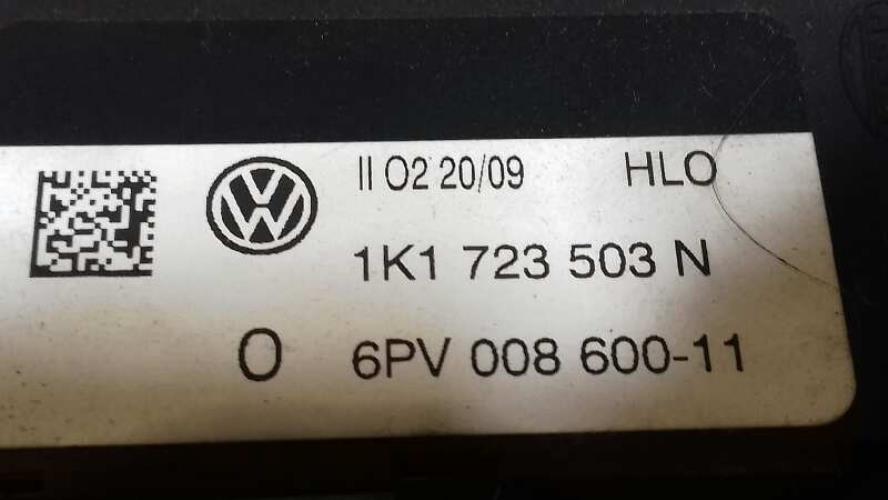 II O2 20/09 HLO
1K1 723 503 N
O 6PV 008 600-11